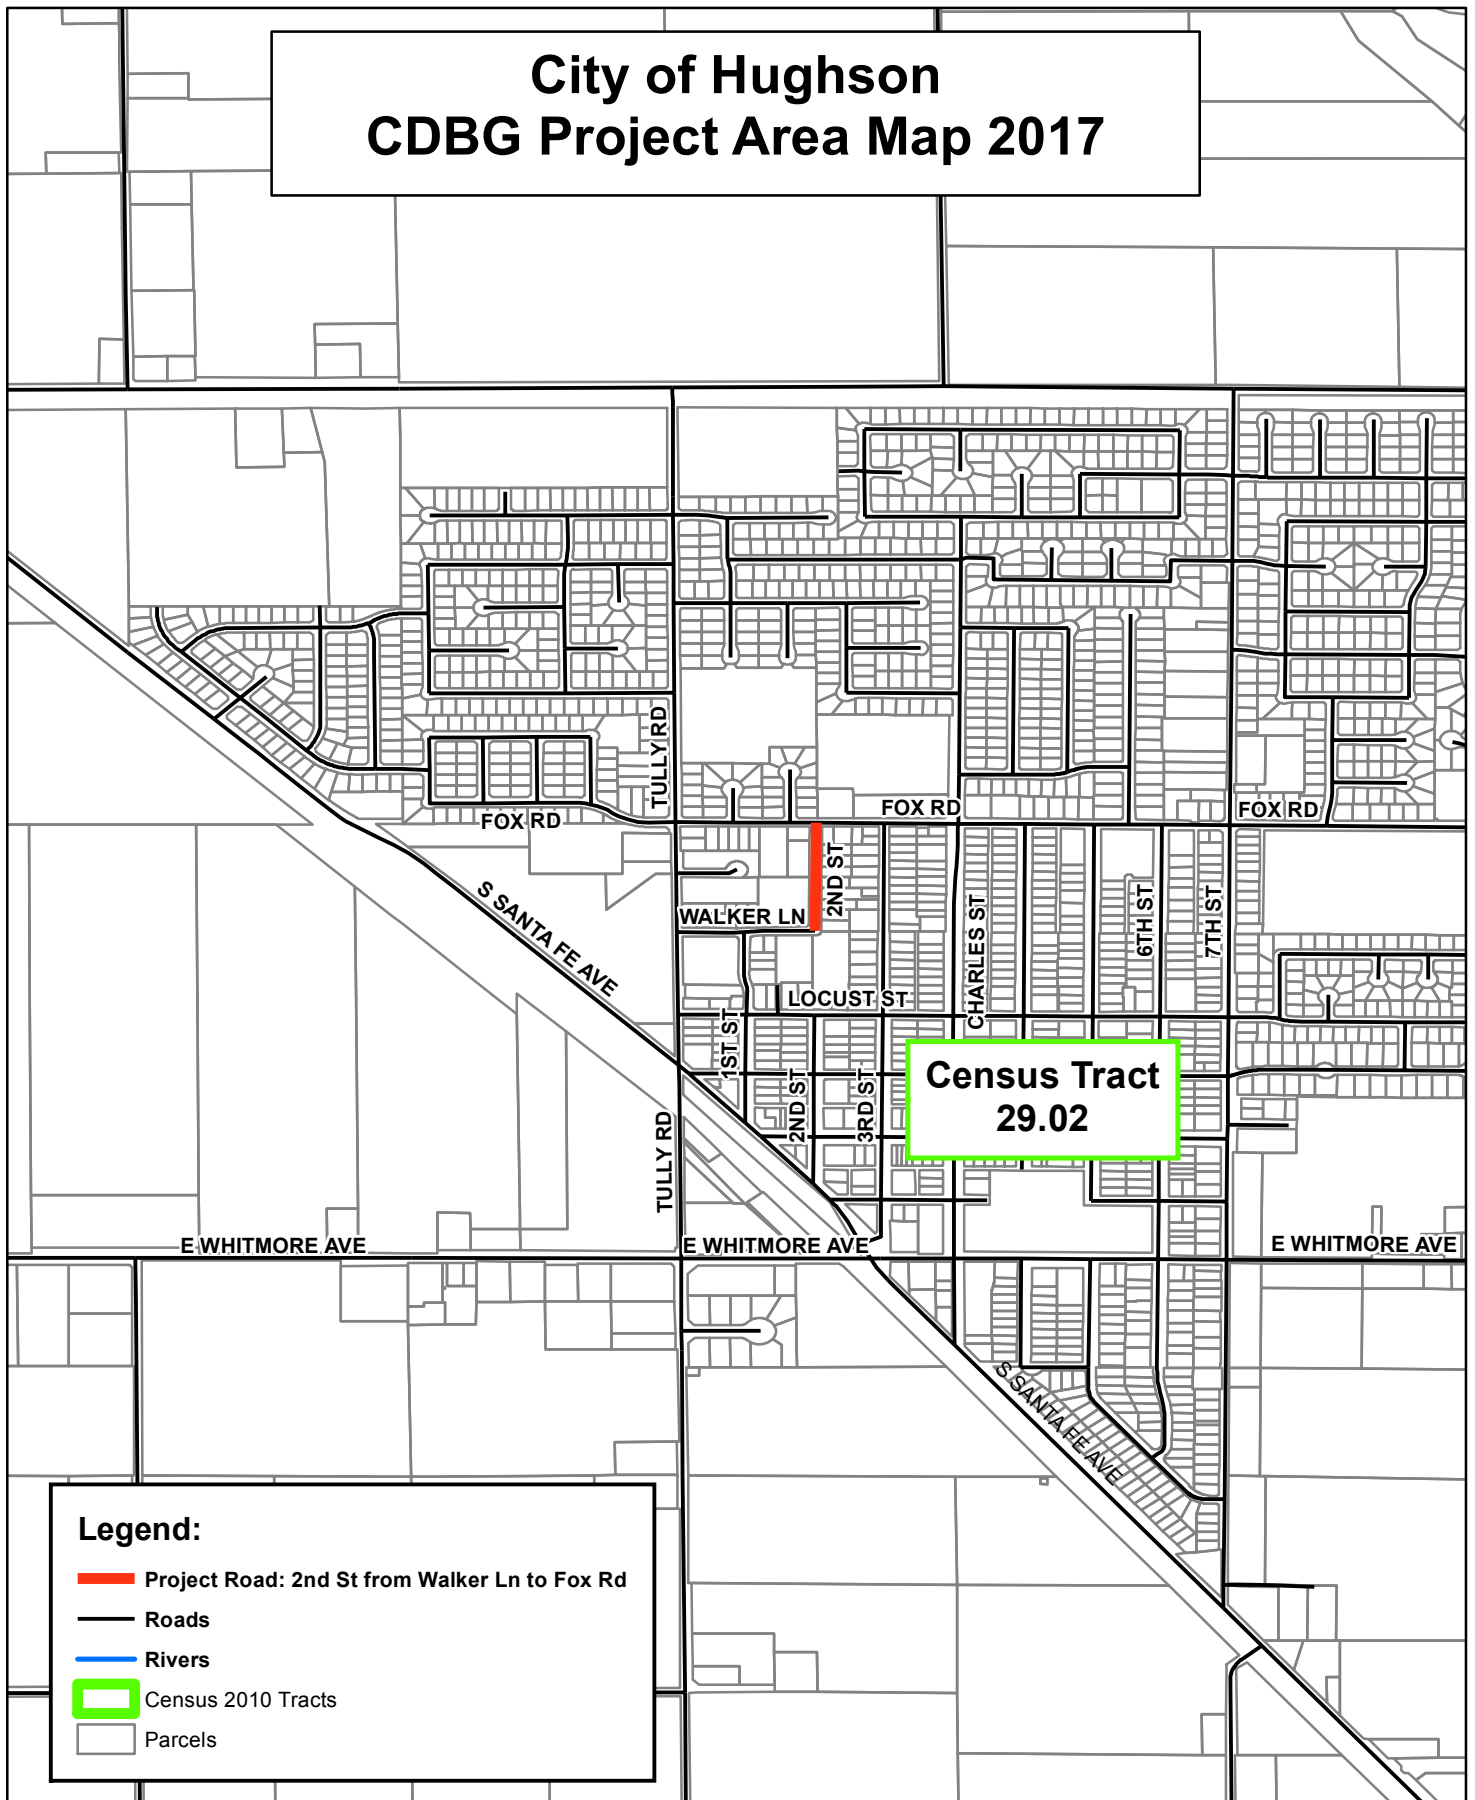 City of Hughson
CDBG Project Area Map 2017
TULLY RD
FOX RD
FOX RD
FOX RD
2ND ST
WALKER LN
S SANTA FE AVE
CHARLES ST
6TH ST
7TH ST
LOCUST ST
1ST ST
2ND ST
3RD ST
Census Tract
29.02
TULLY RD
E WHITMORE AVE
E WHITMORE AVE
E WHITMORE AVE
S SANTA FE AVE
Legend:
Project Road: 2nd St from Walker Ln to Fox Rd
Roads
Rivers
Census 2010 Tracts
Parcels